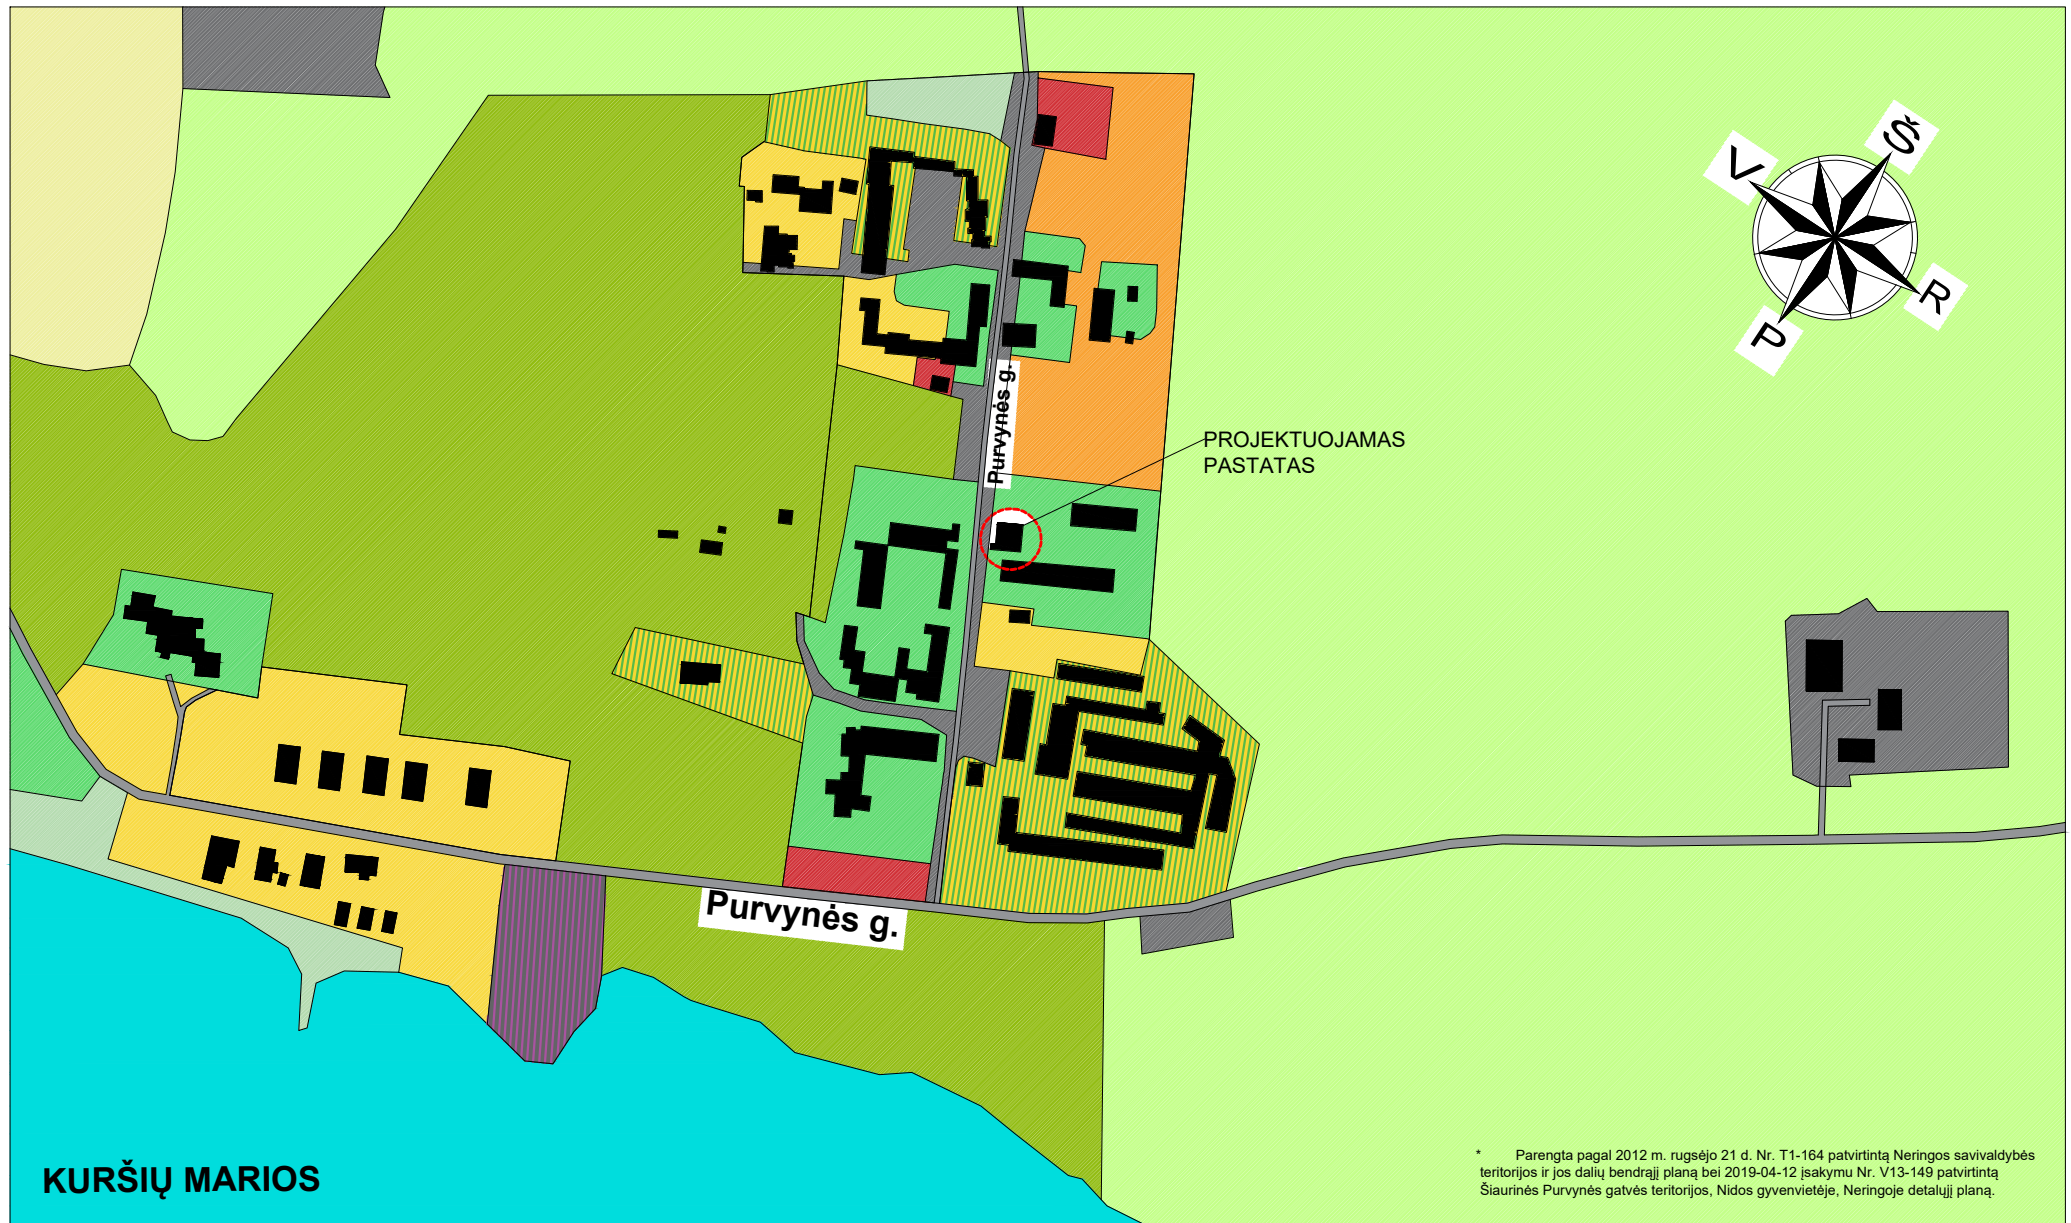 Š
V
R
P
Purvynės g.
PROJEKTUOJAMAS
PASTATAS
Purvynės g.
KURŠIŲ MARIOS
* Parengta pagal 2012 m. rugsėjo 21 d. Nr. T1-164 patvirtintą Neringos savivaldybės
teritorijos ir jos dalių bendrąjį planą bei 2019-04-12 įsakymu Nr. V13-149 patvirtintą
Šiaurinės Purvynės gatvės teritorijos, Nidos gyvenvietėje, Neringoje detalųjį planą.